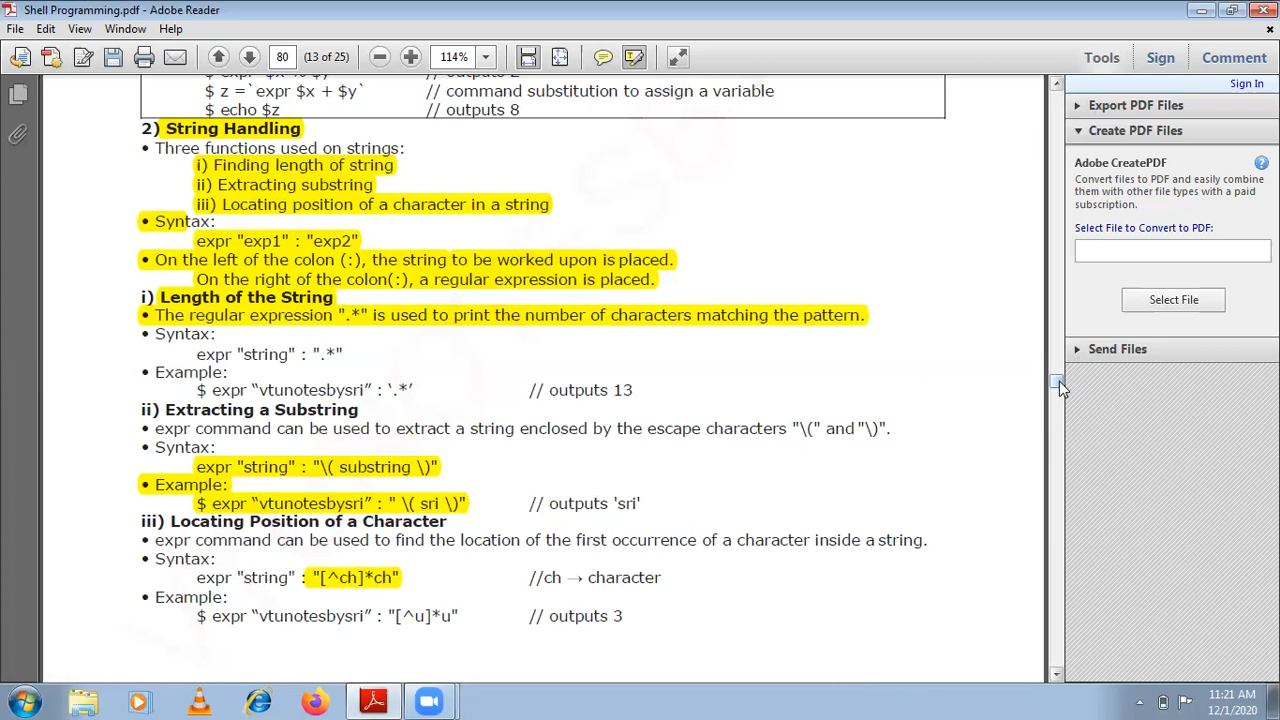 Shell Programming.pdf - Adobe Reader
File Edit View Window Help
80 (13 of 25) 114% Tools Sign Comment
$ z =`expr $x + $y` // command substitution to assign a variable
$ echo $z // outputs 8
2) String Handling
• Three functions used on strings:
i) Finding length of string
ii) Extracting substring
iii) Locating position of a character in a string
• Syntax:
expr "exp1" : "exp2"
• On the left of the colon (:), the string to be worked upon is placed.
On the right of the colon(:), a regular expression is placed.
i) Length of the String
• The regular expression ".*" is used to print the number of characters matching the pattern.
• Syntax:
expr "string" : ".*"
• Example:
$ expr “vtunotesbysri” : ‘.*’ // outputs 13
ii) Extracting a Substring
• expr command can be used to extract a string enclosed by the escape characters "\(" and "\)".
• Syntax:
expr "string" : "\( substring \)"
• Example:
$ expr “vtunotesbysri” : " \( sri \)" // outputs 'sri'
iii) Locating Position of a Character
• expr command can be used to find the location of the first occurrence of a character inside a string.
• Syntax:
expr "string" : "[^ch]*ch" //ch → character
• Example:
$ expr “vtunotesbysri” : "[^u]*u" // outputs 3
Sign In
Export PDF Files
Create PDF Files
Adobe CreatePDF
Convert files to PDF and easily combine
them with other file types with a paid
subscription.
Select File to Convert to PDF:
Select File
Send Files
11:21 AM
12/1/2020